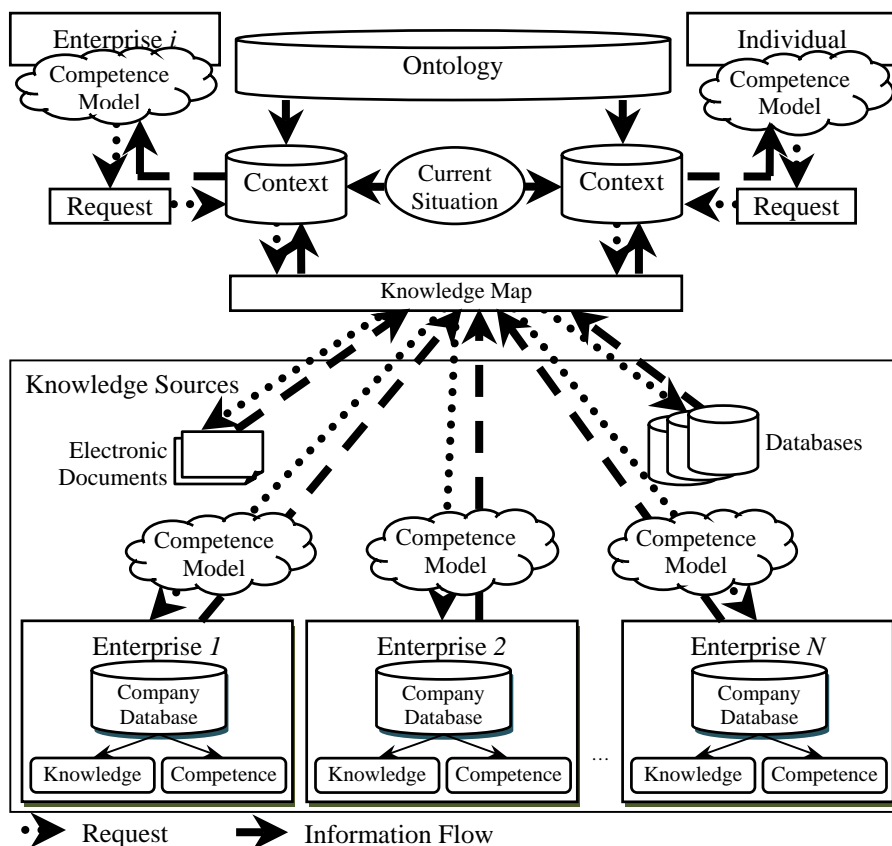 Enterprise i
Individual
Competence
Model
Ontology
Competence
Model
Context
Current
Situation
Context
Request
Request
Knowledge Map
Knowledge Sources
Electronic
Documents
Databases
Competence
Model
Competence
Model
Competence
Model
Enterprise 1
Enterprise 2
Enterprise N
Company
Database
Company
Database
Company
Database
Knowledge
Competence
Knowledge
Competence
...
Knowledge
Competence
Request
Information Flow